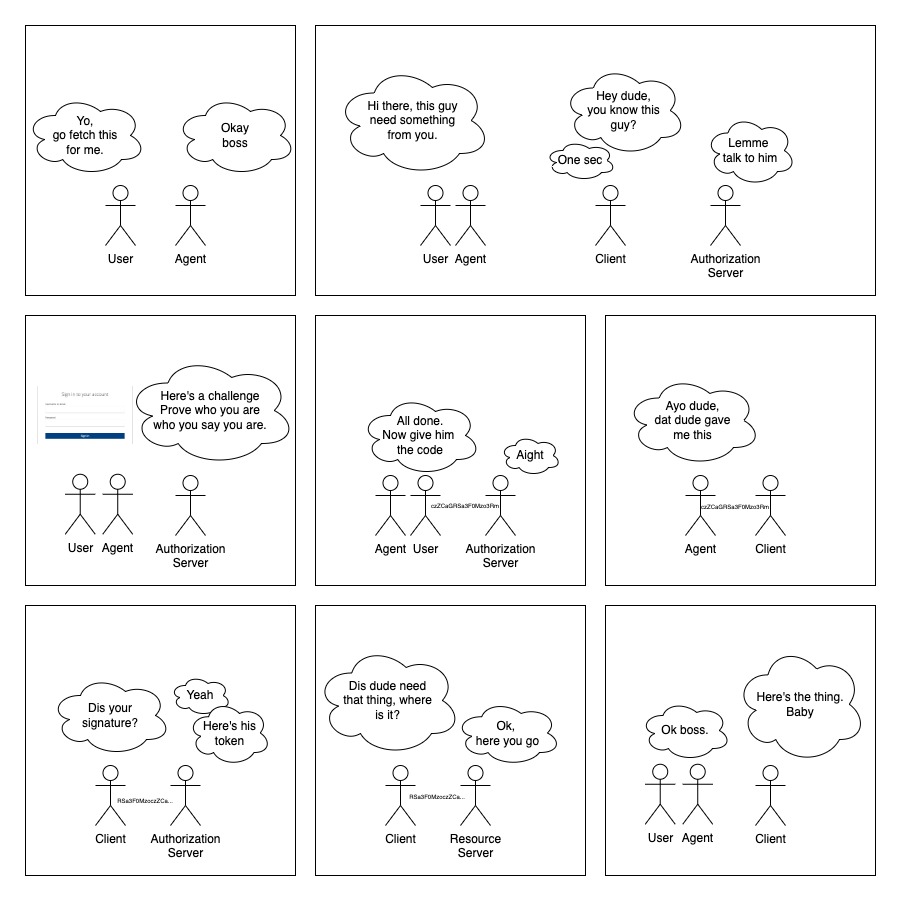 Yo,
go fetch this
for me.
Okay
boss
User
Agent
Hi there, this guy
need something
from you.
Hey dude,
you know this
guy?
One sec
Lemme
talk to him
User
Agent
Client
Authorization
Server
Sign in to your account
Here's a challenge
Prove who you are
who you say you are.
User
Agent
Authorization
Server
All done.
Now give him
the code
Aight
czZCaGRSa3F0Mzo3Rm
Agent
User
Authorization
Server
Ayo dude,
dat dude gave
me this
czZCaGRSa3F0Mzo3Rm
Agent
Client
Dis your
signature?
Yeah
Here's his
token
RSa3F0MzoczZCa...
Client
Authorization
Server
Dis dude need
that thing, where
is it?
Ok,
here you go
RSa3F0MzoczZCa...
Client
Resource
Server
Ok boss.
Here's the thing.
Baby
User
Agent
Client